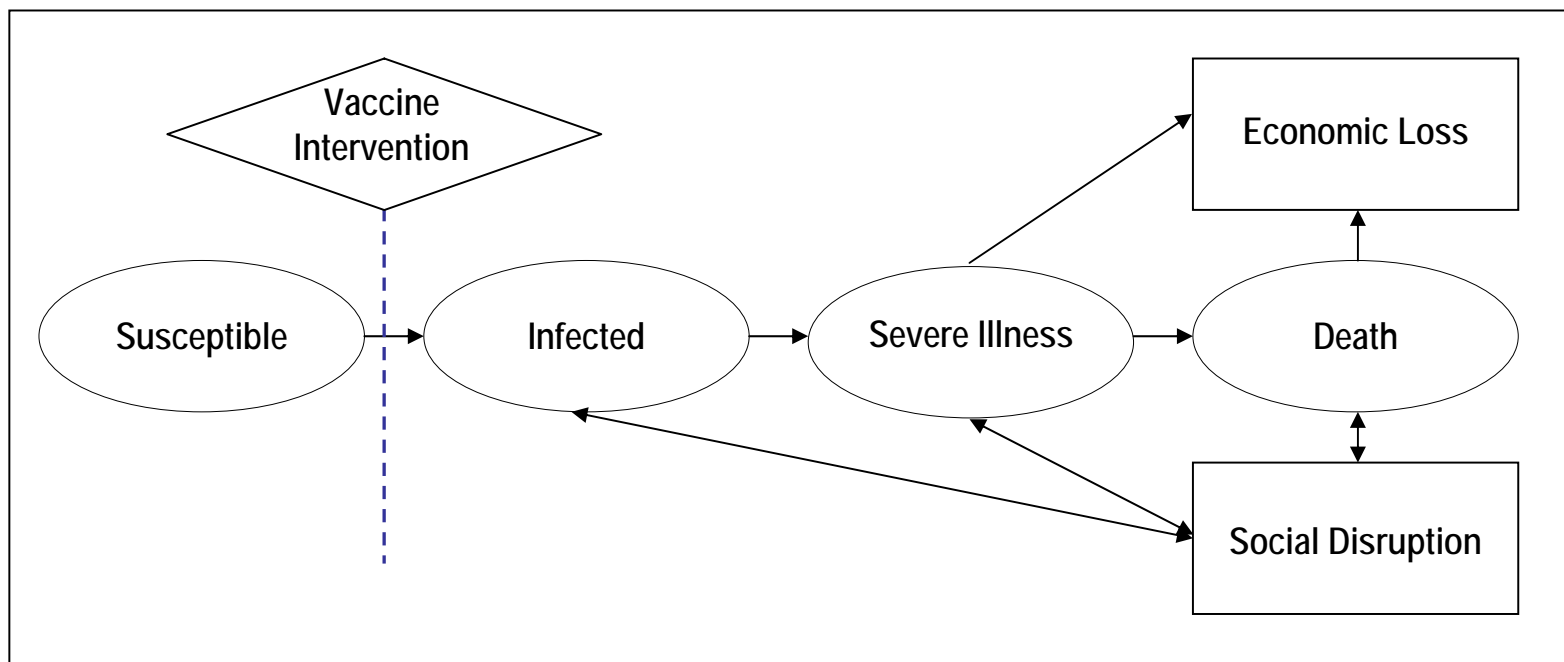 Vaccine
Intervention
Economic Loss
Susceptible
Infected
Severe Illness
Death
Social Disruption